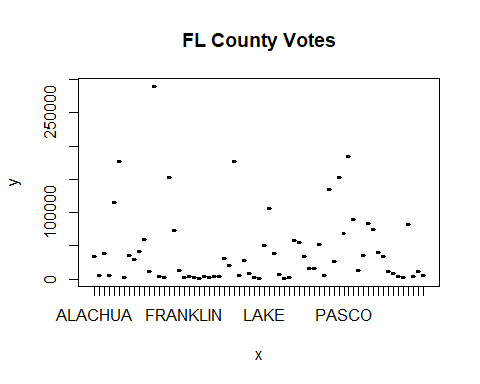 FL County Votes
y
250000
100000
0
ALACHUA FRANKLIN LAKE PASCO
x